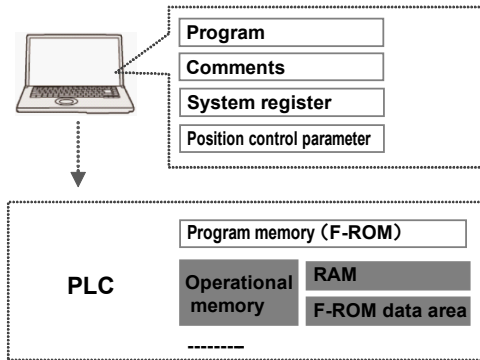 Program
Comments
System register
Position control parameter
Program memory（F-ROM）
PLC
Operational
memory
RAM
F-ROM data area
--------